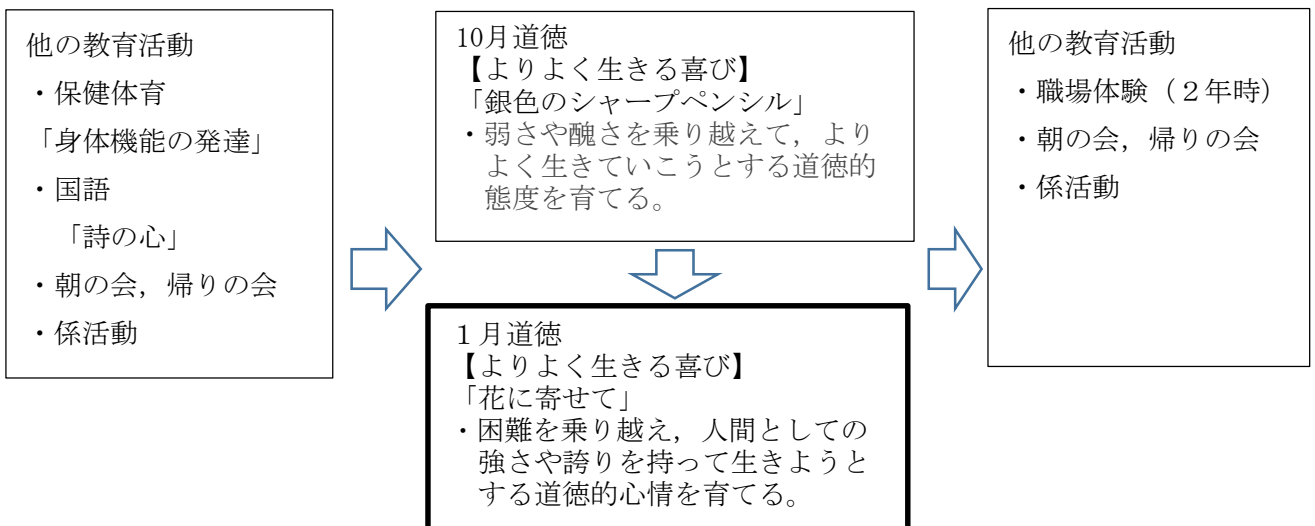 他の教育活動
・保健体育
「身体機能の発達」
・国語
「詩の心」
・朝の会，帰りの会
・係活動
10月道徳
【よりよく生きる喜び】
「銀色のシャープペンシル」
・弱さや醜さを乗り越えて，より
よく生きていこうとする道徳的
態度を育てる。
１月道徳
【よりよく生きる喜び】
「花に寄せて」
・困難を乗り越え，人間としての
強さや誇りを持って生きようと
する道徳的心情を育てる。
他の教育活動
・職場体験（２年時）
・朝の会，帰りの会
・係活動